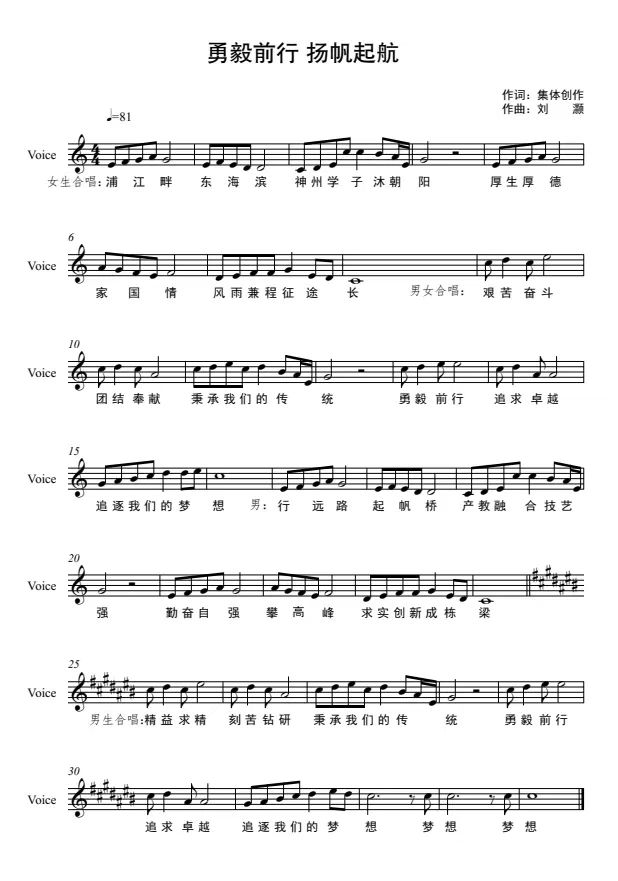 勇毅前行 扬帆起航
作词：集体创作
作曲：刘 灏
♩=81
Voice
女生合唱：浦 江 畔 东 海 滨 神 州 学 子 沐 朝 阳 厚 生 厚 德
6
Voice
家 国 情 风 雨 兼 程 征 途 长 男女合唱： 艰 苦 奋 斗
10
Voice
团 结 奉 献 秉 承 我 们 的 传 统 勇 毅 前 行 追 求 卓 越
15
Voice
追 逐 我 们 的 梦 想 男：行 远 路 起 帆 桥 产 教 融 合 技 艺
20
Voice
强 勤 奋 自 强 攀 高 峰 求 实 创 新 成 栋 梁
25
Voice
男生合唱：精 益 求 精 刻 苦 钻 研 秉 承 我 们 的 传 统 勇 毅 前 行
30
Voice
追 求 卓 越 追 逐 我 们 的 梦 想 梦 想 梦 想